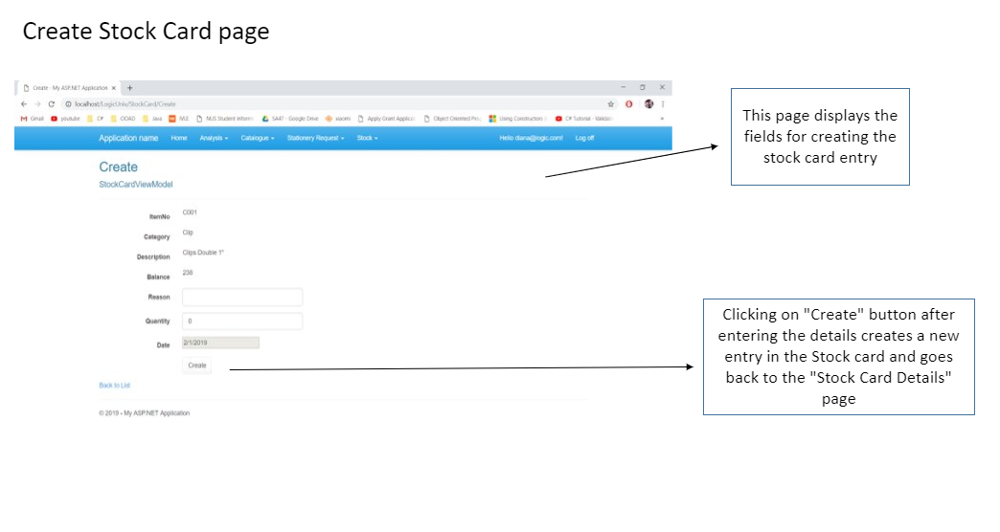 Create Stock Card page
Create - My ASP.NET Application
localhost/LogicUniv/StockCard/Create
Gmail youtube C# OOAD Java IVLE NUS Student Inform SA47 - Google Drive xiaomi Apply Grant Applicat Object Oriented Prin Using Constructors C# Tutorial - Validan
Application name Home Analysis Catalogue Stationery Request Stock Hello diana@logic.com! Log off
This page displays the
fields for creating the
stock card entry
Create
StockCardViewModel
ItemNo C001
Category Clip
Description Clips Double 1"
Balance 238
Reason
Quantity 0
Date 2/1/2019
Create
Back to List
© 2019 - My ASP.NET Application
Clicking on "Create" button after
entering the details creates a new
entry in the Stock card and goes
back to the "Stock Card Details"
page